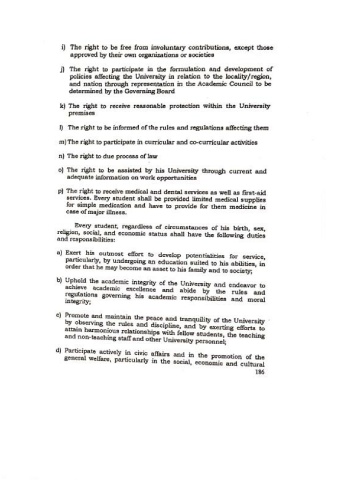 i) The right to be free from involuntary contributions, except those
approved by their own organizations or societies
j) The right to participate in the formulation and development of
policies affecting the University in relation to the locality/region,
and nation through representation in the Academic Council to be
determined by the Governing Board
k) The right to receive reasonable protection within the University
premises
l) The right to be informed of the rules and regulations affecting them
m) The right to participate in curricular and co-curricular activities
n) The right to due process of law
o) The right to be assisted by his University through current and
adequate information on work opportunities
p) The right to receive medical and dental services as well as first-aid
services. Every student shall be provided limited medical supplies
for simple medication and have to provide for them medicine in
case of major illness.
Every student, regardless of circumstances of his birth, sex,
religion, social, and economic status shall have the following duties
and responsibilities:
a) Exert his outmost effort to develop potentialities for service,
particularly, by undergoing an education suited to his abilities, in
order that he may become an asset to his family and to society;
b) Uphold the academic integrity of the University and endeavor to
achieve academic excellence and abide by the rules and
regulations governing his academic responsibilities and moral
integrity;
c) Promote and maintain the peace and tranquility of the University
by observing the rules and discipline, and by exerting efforts to
attain harmonious relationships with fellow students, the teaching
and non-teaching staff and other University personnel;
d) Participate actively in civic affairs and in the promotion of the
general welfare, particularly in the social, economic and cultural
186